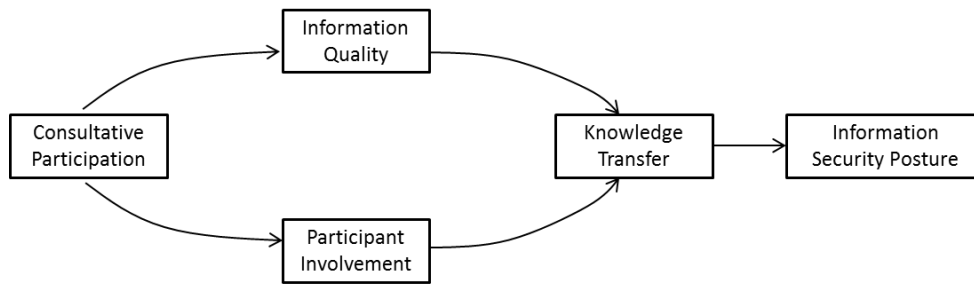 Information
Quality
Consultative
Participation
Knowledge
Transfer
Information
Security Posture
Participant
Involvement